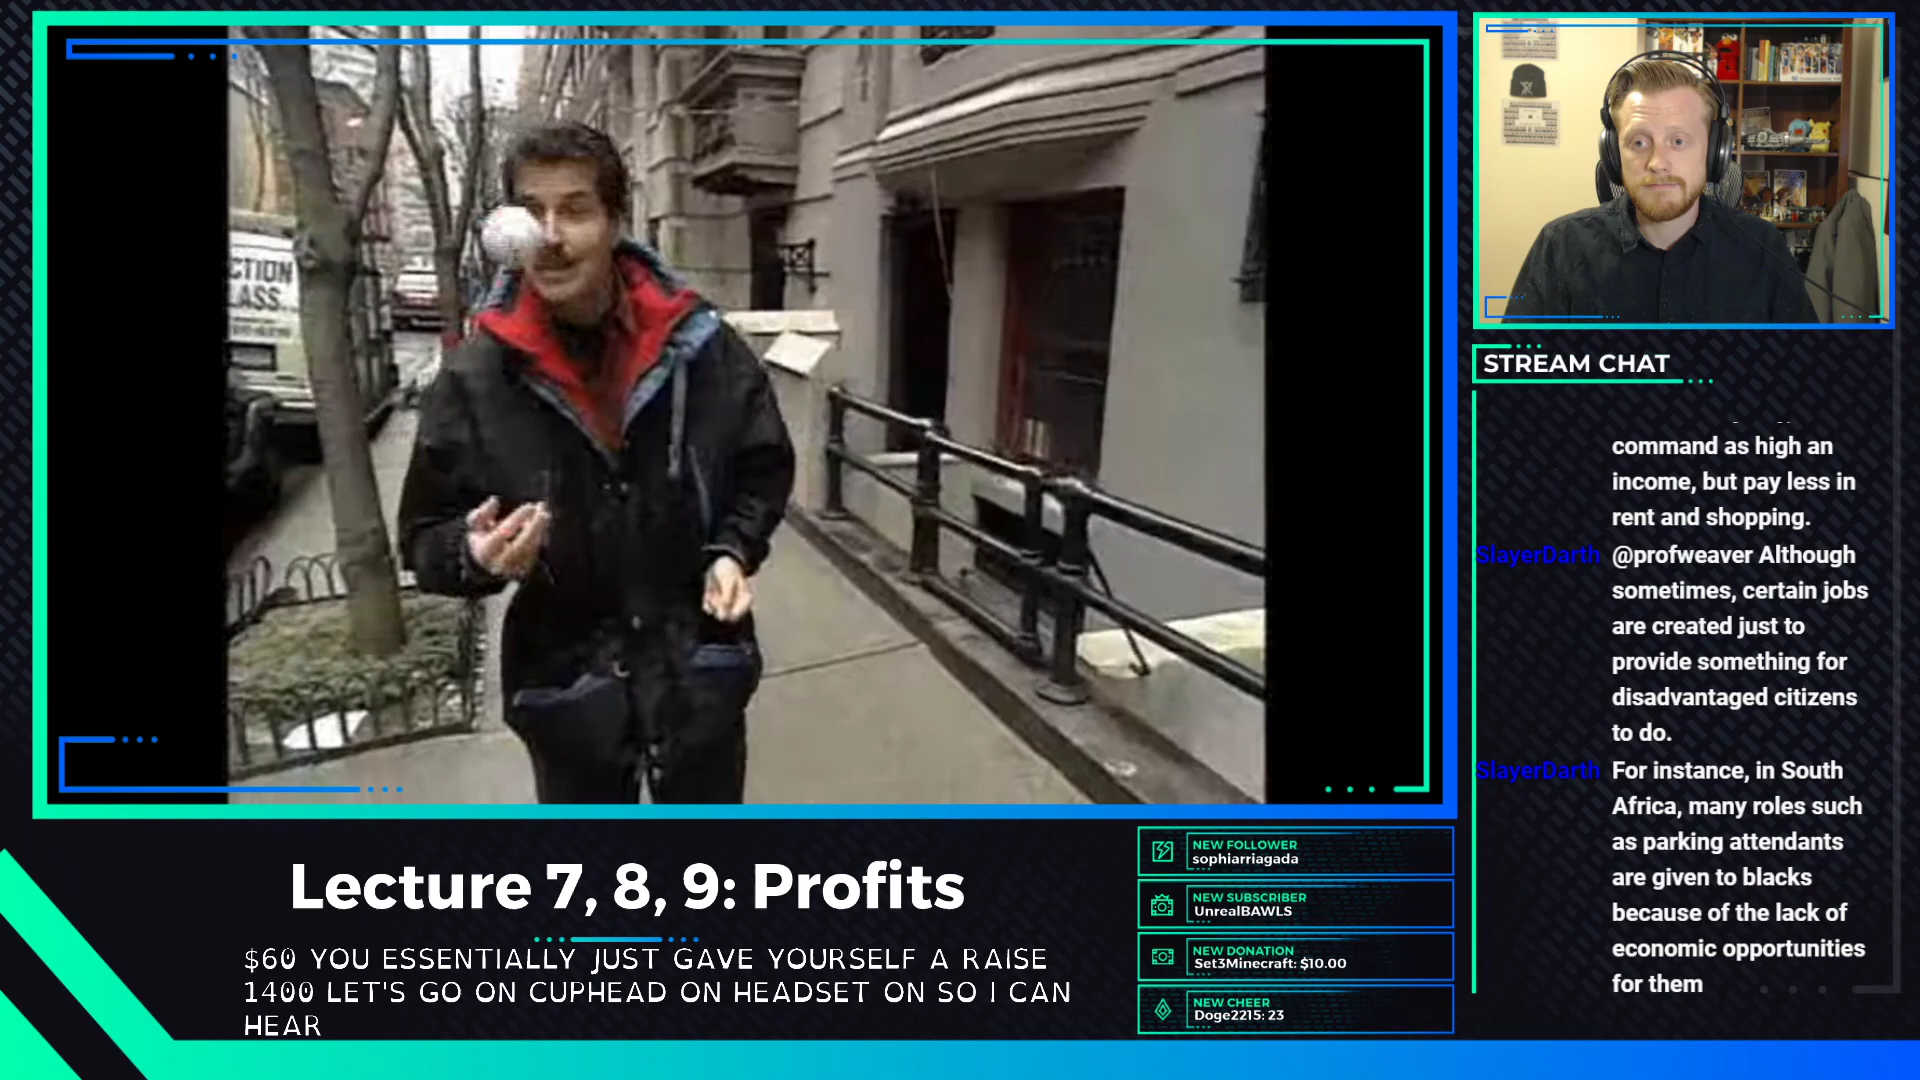 CTION
LASS
STREAM CHAT
command as high an
income, but pay less in
rent and shopping.
SlayerDarth @profweaver Although
sometimes, certain jobs
are created just to
provide something for
disadvantaged citizens
to do.
SlayerDarth For instance, in South
Africa, many roles such
as parking attendants
are given to blacks
because of the lack of
economic opportunities
for them
Lecture 7, 8, 9: Profits
$60 YOU ESSENTIALLY JUST GAVE YOURSELF A RAISE
1400 LET'S GO ON CUPHEAD ON HEADSET ON SO I CAN
HEAR
NEW FOLLOWER
sophiarriagada
NEW SUBSCRIBER
UnrealBAWLS
NEW DONATION
Set3Minecraft: $10.00
NEW CHEER
Doge2215: 23